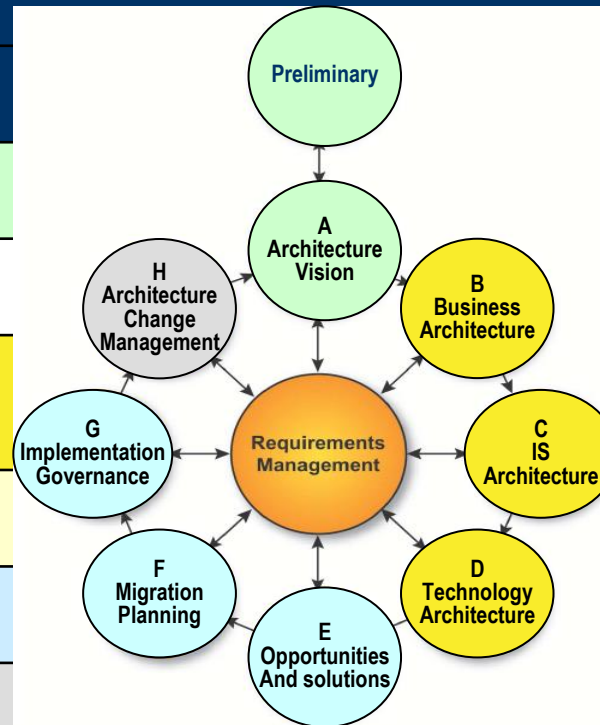 Preliminary
A
Architecture
Vision
B
Business
Architecture
C
IS
Architecture
D
Technology
Architecture
E
Opportunities
And solutions
F
Migration
Planning
G
Implementation
Governance
H
Architecture
Change
Management
Requirements
Management